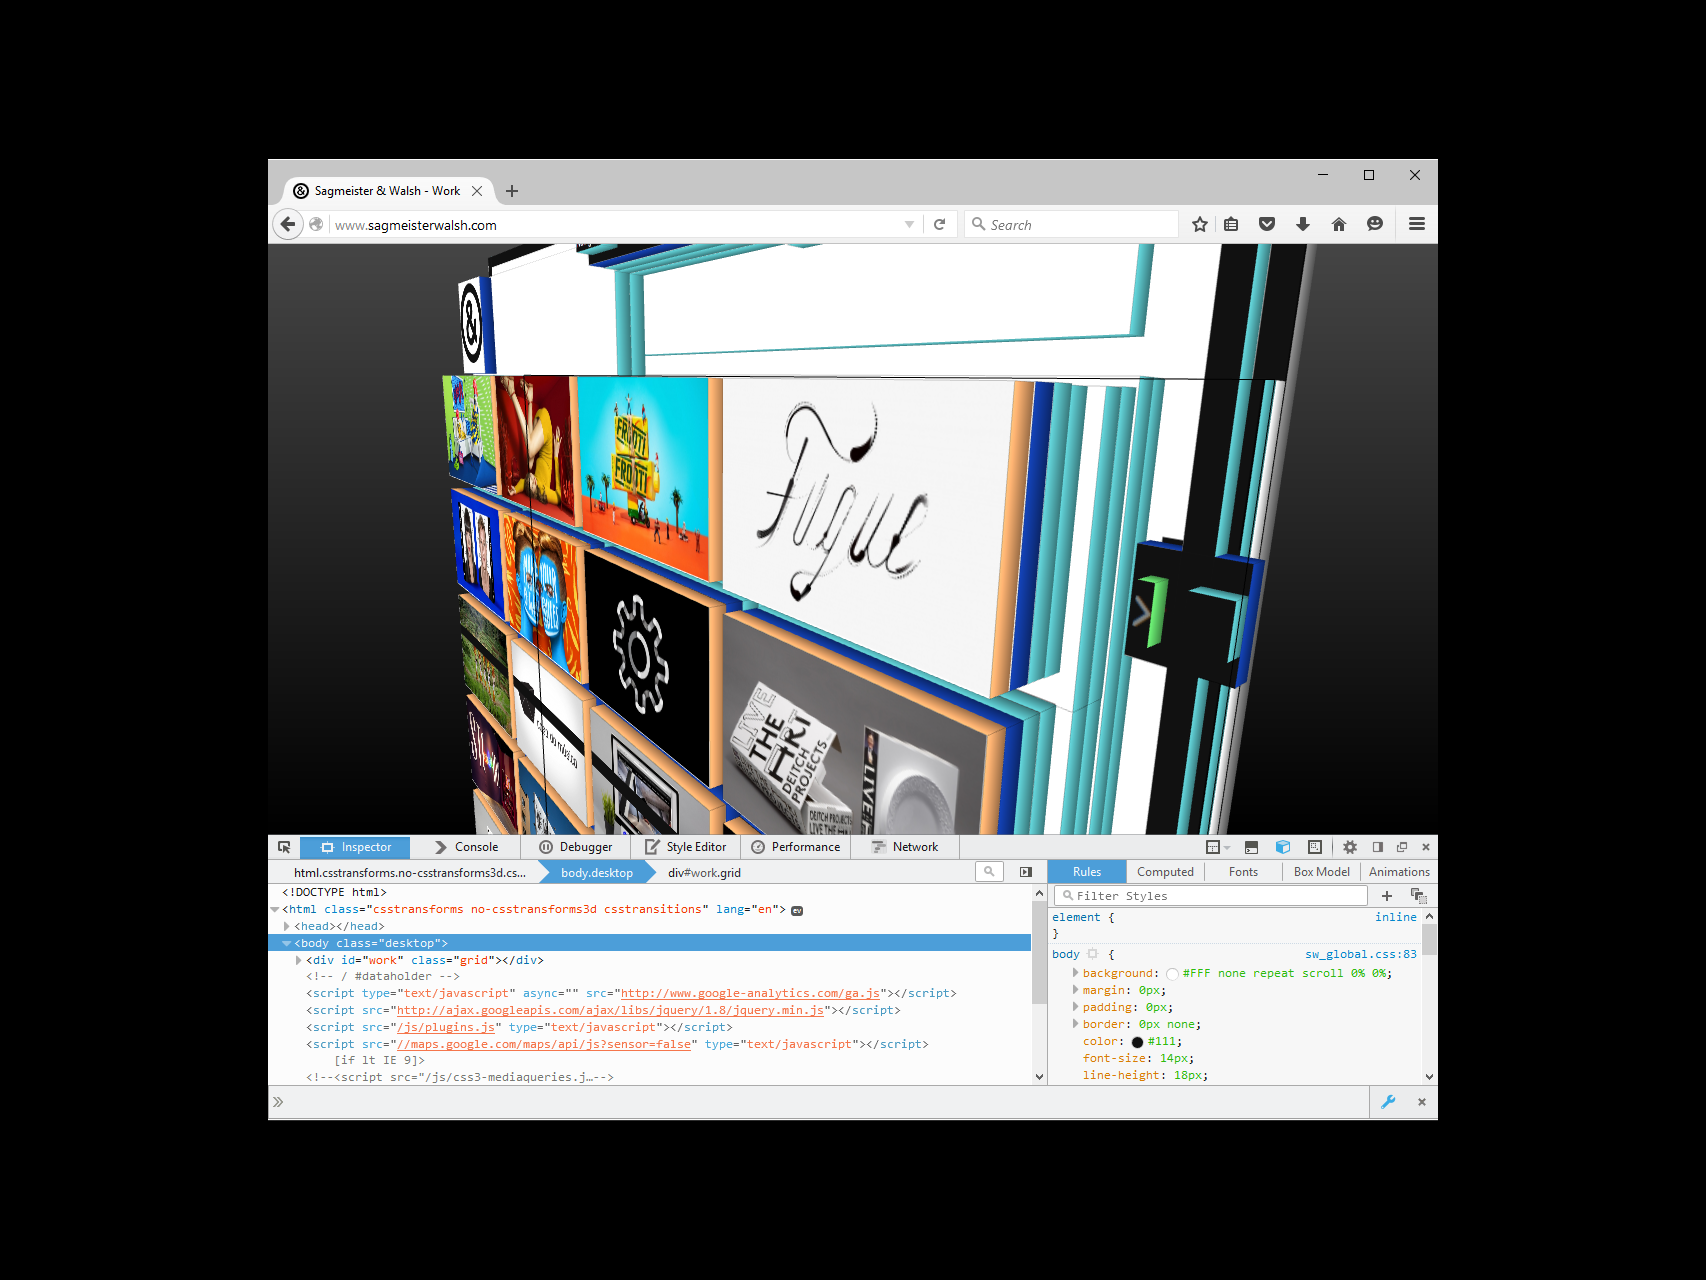 Sagmeister & Walsh - Work
www.sagmeisterwalsh.com
Search
&
FROOTI
FROOTI
Fugue
LIVE
THE
ART
DEITCH
PROJECTS
LIVE
DEITCH PROJECTS
LIVE THE
Inspector
Console
Debugger
Style Editor
Performance
Network
html.csstransforms.no-csstransforms3d.cs...
body.desktop
div#work.grid
Rules
Computed
Fonts
Box Model
Animations
<!DOCTYPE html>
<html class="csstransforms no-csstransforms3d csstransitions" lang="en"> ev
<head></head>
<body class="desktop">
<div id="work" class="grid"></div>
<!-- / #dataholder -->
<script type="text/javascript" async="" src="http://www.google-analytics.com/ga.js"></script>
<script src="http://ajax.googleapis.com/ajax/libs/jquery/1.8/jquery.min.js"></script>
<script src="/js/plugins.js" type="text/javascript"></script>
<script src="//maps.google.com/maps/api/js?sensor=false" type="text/javascript"></script>
[if lt IE 9]>
<!--<script src="/js/css3-mediaqueries.j…-->
Filter Styles
element {
inline
}
body {
sw_global.css:83
background: #FFF none repeat scroll 0% 0%;
margin: 0px;
padding: 0px;
border: 0px none;
color: #111;
font-size: 14px;
line-height: 18px;